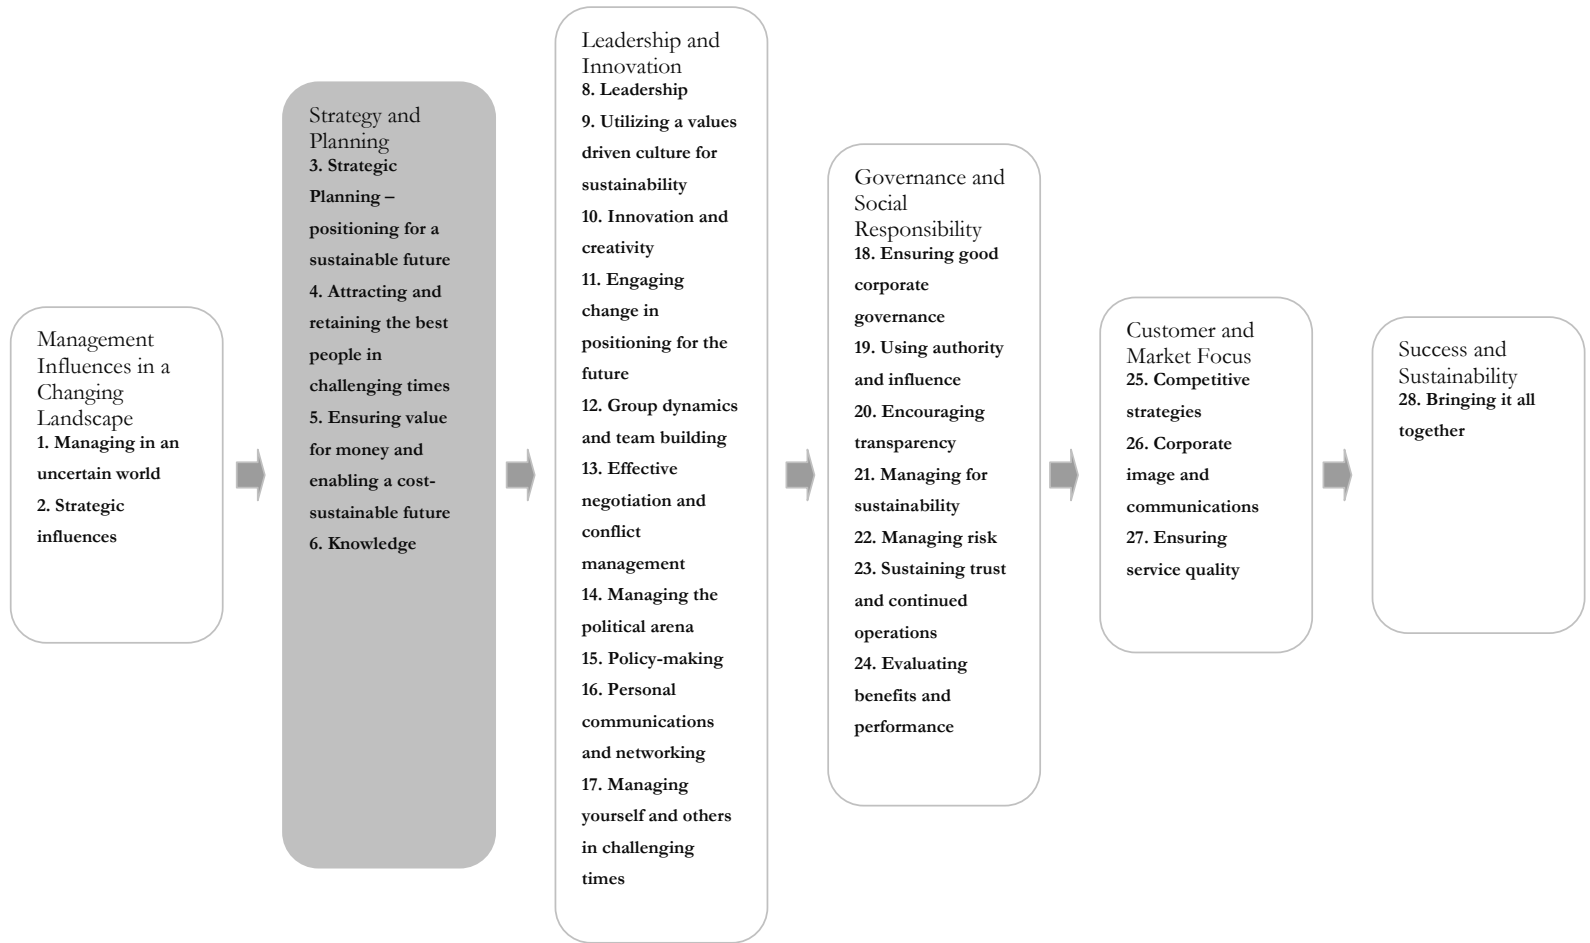 Management
Influences in a
Changing
Landscape
1. Managing in an
uncertain world
2. Strategic
influences
Strategy and
Planning
3. Strategic
Planning –
positioning for a
sustainable future
4. Attracting and
retaining the best
people in
challenging times
5. Ensuring value
for money and
enabling a cost-
sustainable future
6. Knowledge
Leadership and
Innovation
8. Leadership
9. Utilizing a values
driven culture for
sustainability
10. Innovation and
creativity
11. Engaging
change in
positioning for the
future
12. Group dynamics
and team building
13. Effective
negotiation and
conflict
management
14. Managing the
political arena
15. Policy-making
16. Personal
communications
and networking
17. Managing
yourself and others
in challenging
times
Governance and
Social
Responsibility
18. Ensuring good
corporate
governance
19. Using authority
and influence
20. Encouraging
transparency
21. Managing for
sustainability
22. Managing risk
23. Sustaining trust
and continued
operations
24. Evaluating
benefits and
performance
Customer and
Market Focus
25. Competitive
strategies
26. Corporate
image and
communications
27. Ensuring
service quality
Success and
Sustainability
28. Bringing it all
together